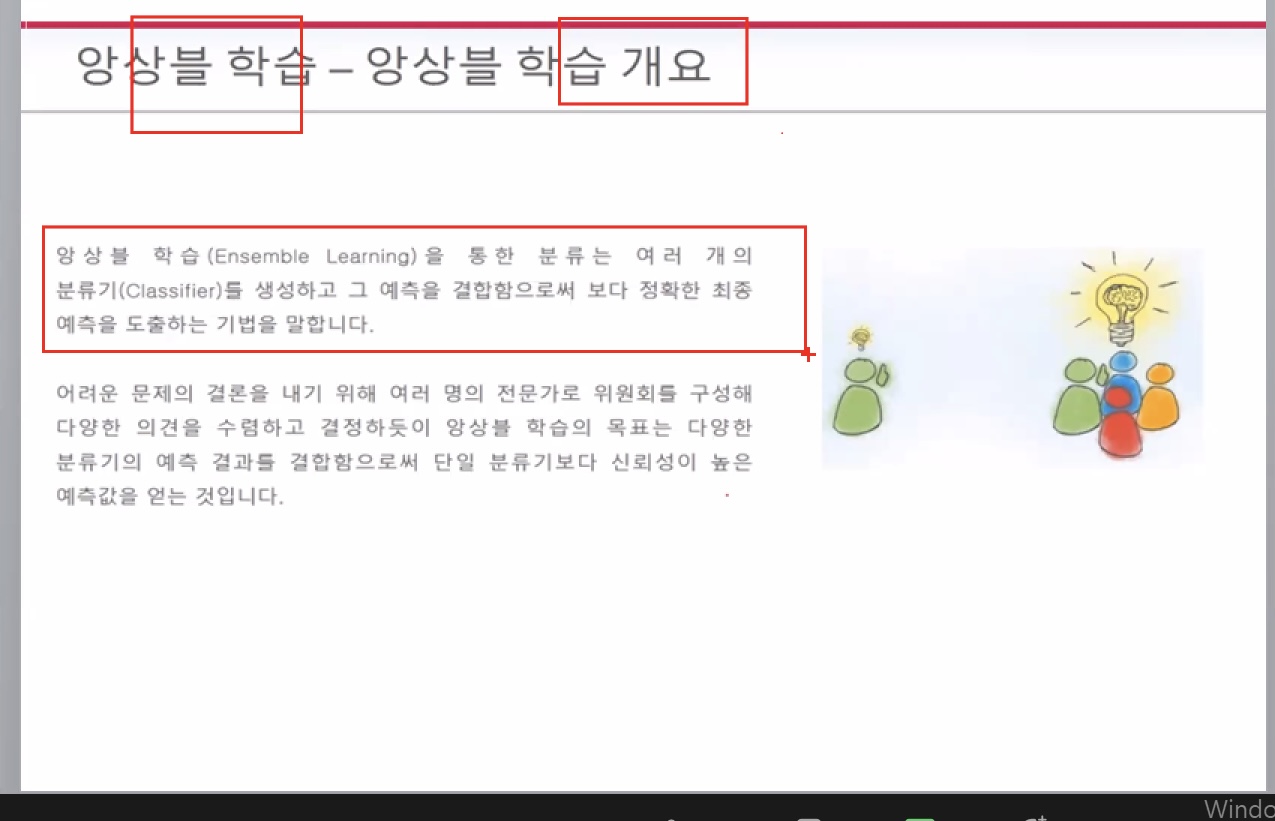 앙상블 학습 – 앙상블 학습 개요
앙상블 학습(Ensemble Learning)을 통한 분류는 여러 개의
분류기(Classifier)를 생성하고 그 예측을 결합함으로써 보다 정확한 최종
예측을 도출하는 기법을 말합니다.
어려운 문제의 결론을 내기 위해 여러 명의 전문가로 위원회를 구성해
다양한 의견을 수렴하고 결정하듯이 앙상블 학습의 목표는 다양한
분류기의 예측 결과를 결합함으로써 단일 분류기보다 신뢰성이 높은
예측값을 얻는 것입니다.
Windo